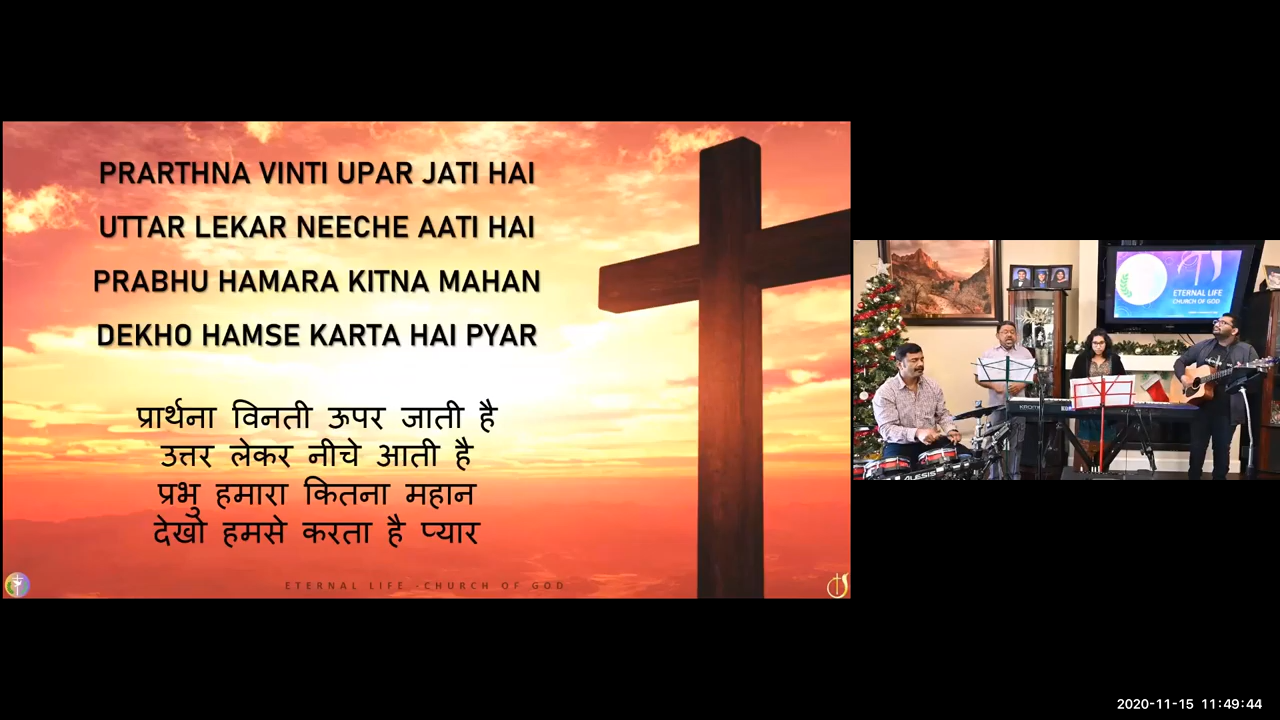 PRARTHNA VINTI UPAR JATI HAI
UTTAR LEKAR NEECHE AATI HAI
PRABHU HAMARA KITNA MAHAN
DEKHO HAMSE KARTA HAI PYAR
प्रार्थना विनती ऊपर जाती है
उत्तर लेकर नीचे आती है
प्रभु हमारा कितना महान
देखो हमसे करता है प्यार
ETERNAL LIFE - CHURCH OF GOD
ETERNAL LIFE
CHURCH OF GOD
ALESIS
2020-11-15 11:49:44